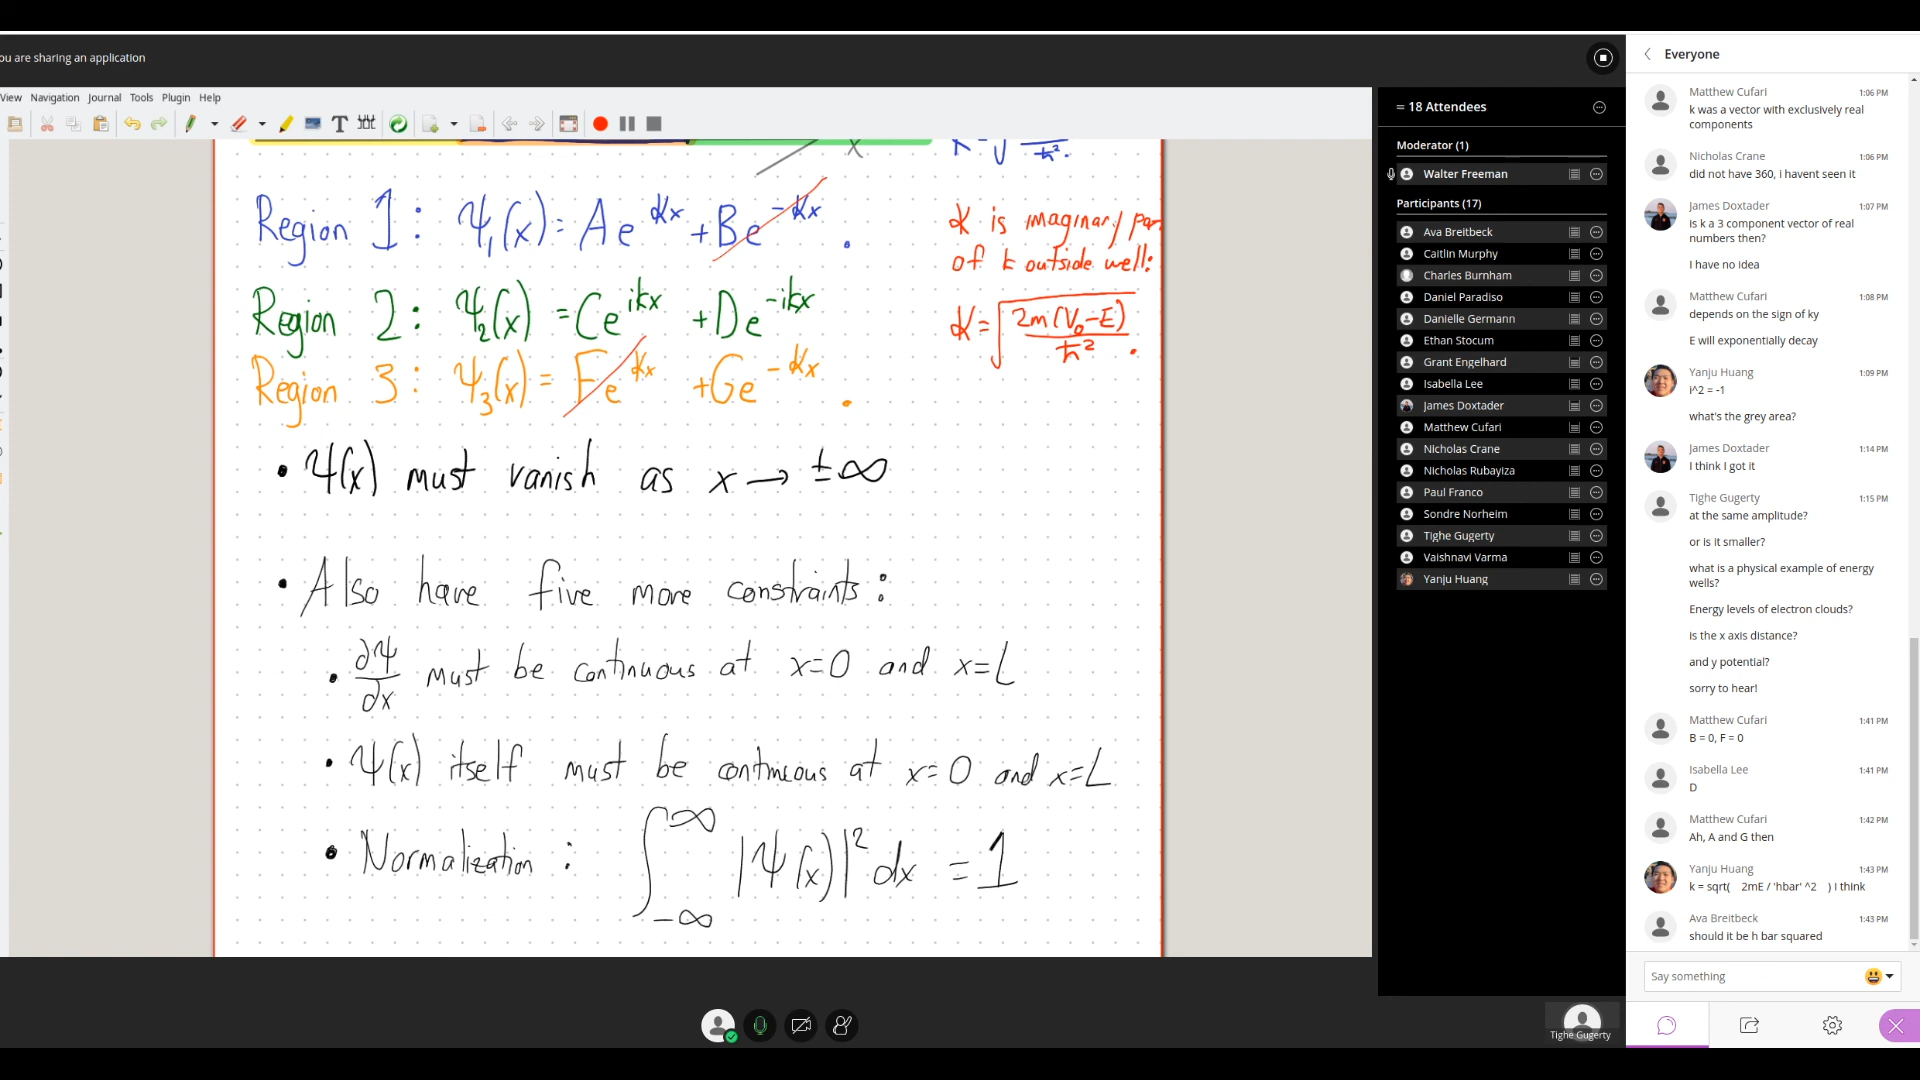 ou are sharing an application
View Navigation Journal Tools Plugin Help
x
ħ².
Region 1: Ψ₁(x) = Ae^αx + Be^-αx.
α is imaginary par
of k outside well:
Region 2: Ψ₂(x) = Ce^ikx + De^-ikx
α = √(2m(V₀-E)/ħ²).
Region 3: Ψ₃(x) = Fe^αx + Ge^-αx.
• Ψ(x) must vanish as x → ±∞
• Also have five more constraints:
• ∂Ψ/∂x must be continuous at x=0 and x=L
• Ψ(x) itself must be continuous at x=0 and x=L
• Normalization: ∫_-∞^∞ |Ψ(x)|² dx = 1
18 Attendees
Moderator (1)
Walter Freeman
Participants (17)
Ava Breitbeck
Caitlin Murphy
Charles Burnham
Daniel Paradiso
Danielle Germann
Ethan Stocum
Grant Engelhard
Isabella Lee
James Doxtader
Matthew Cufari
Nicholas Crane
Nicholas Rubayiza
Paul Franco
Sondre Norheim
Tighe Gugerty
Vaishnavi Varma
Yanju Huang
Tighe Gugerty
Everyone
Matthew Cufari 1:06 PM
k was a vector with exclusively real
components
Nicholas Crane 1:06 PM
did not have 360, i havent seen it
James Doxtader 1:07 PM
is k a 3 component vector of real
numbers then?
I have no idea
Matthew Cufari 1:08 PM
depends on the sign of ky
E will exponentially decay
Yanju Huang 1:09 PM
i^2 = -1
what's the grey area?
James Doxtader 1:14 PM
I think I got it
Tighe Gugerty 1:15 PM
at the same amplitude?
or is it smaller?
what is a physical example of energy
wells?
Energy levels of electron clouds?
is the x axis distance?
and y potential?
sorry to hear!
Matthew Cufari 1:41 PM
B = 0, F = 0
Isabella Lee 1:41 PM
D
Matthew Cufari 1:42 PM
Ah, A and G then
Yanju Huang 1:43 PM
k = sqrt( 2mE / 'hbar' ^2 ) I think
Ava Breitbeck 1:43 PM
should it be h bar squared
Say something